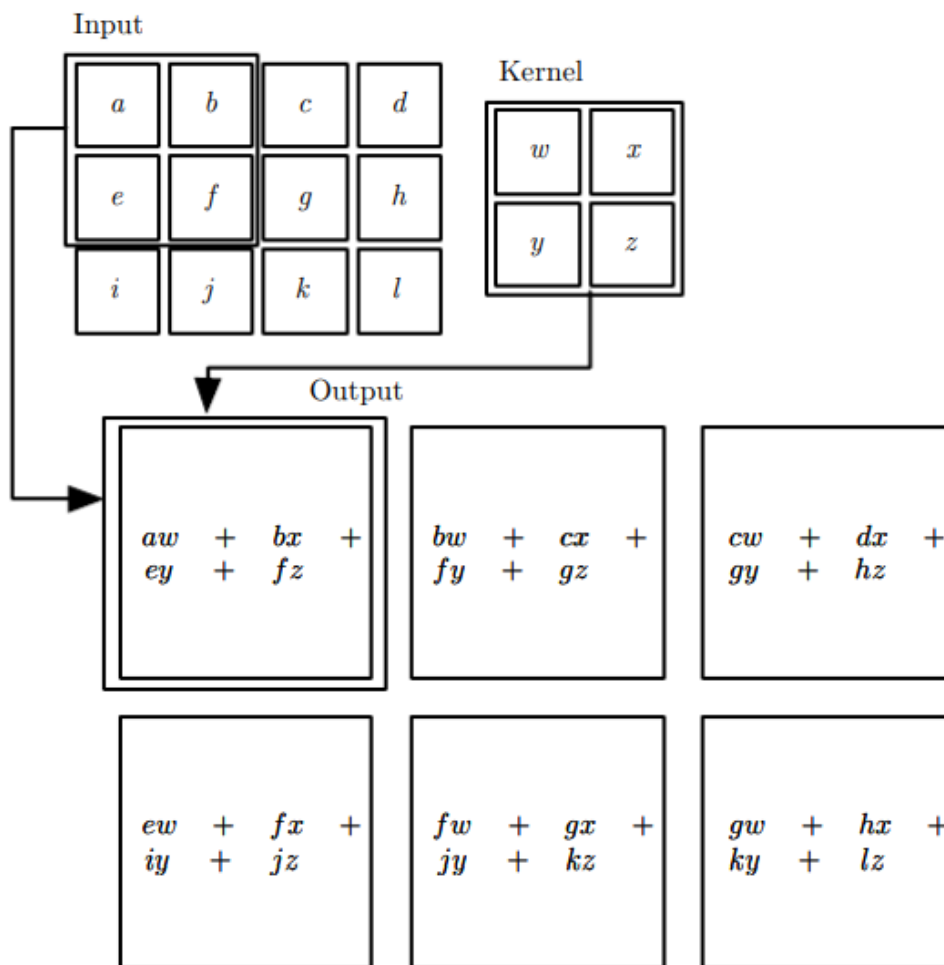 Input
Kernel
a b c d
w x
e f g h
y z
i j k l
Output
aw + bx +
ey + fz
bw + cx +
fy + gz
cw + dx +
gy + hz
ew + fx +
iy + jz
fw + gx +
jy + kz
gw + hx +
ky + lz